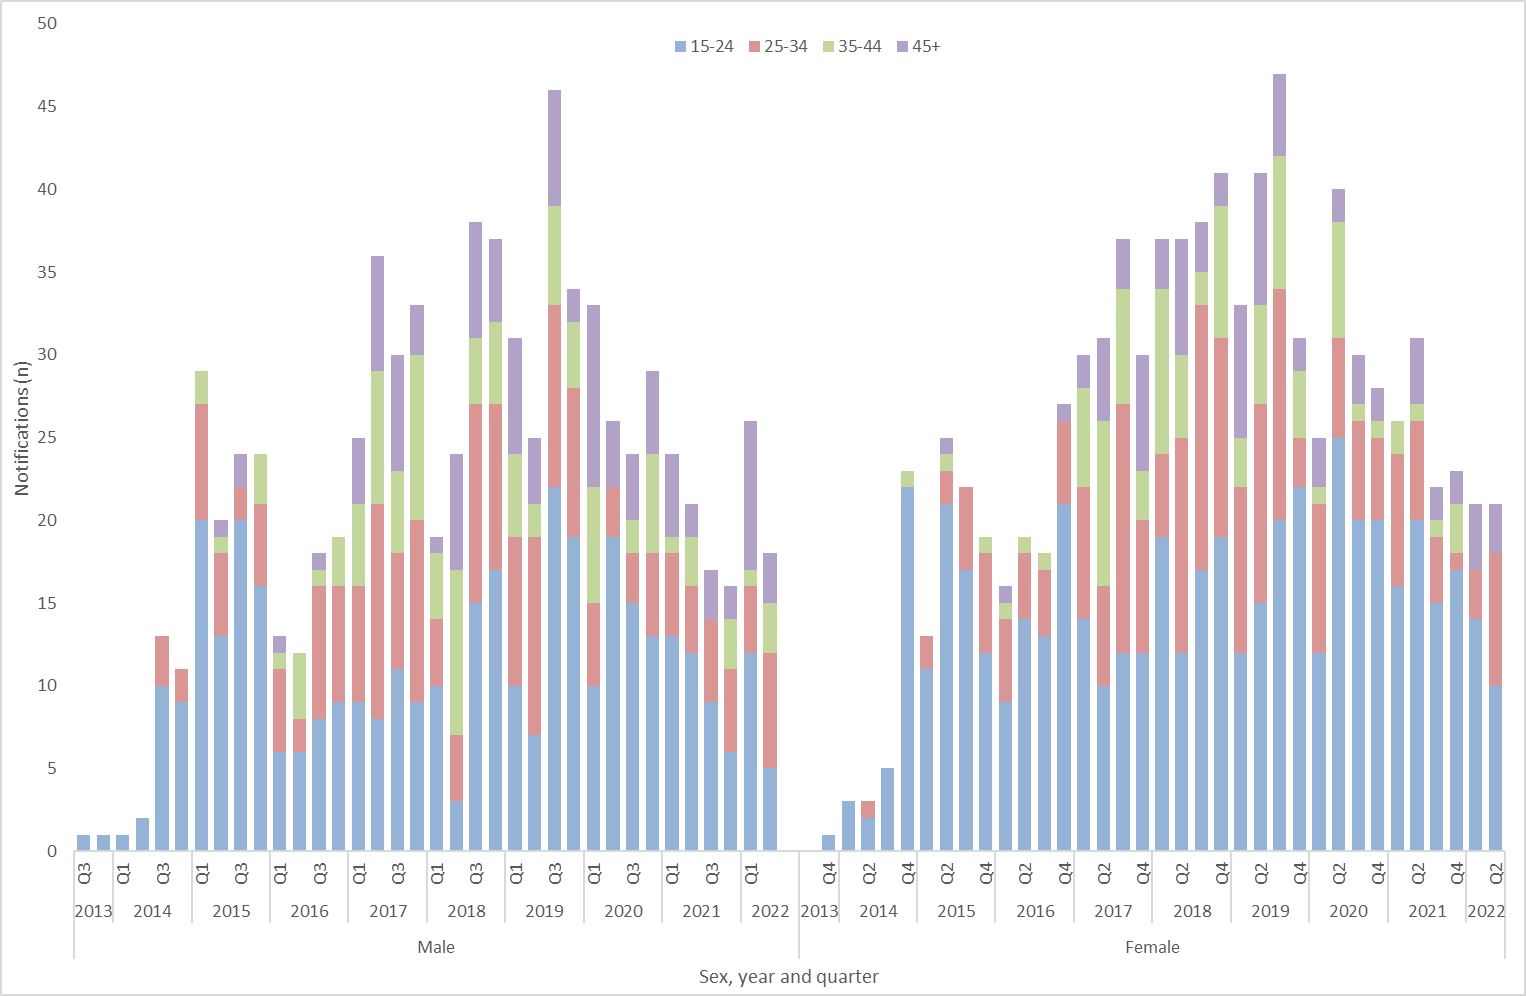 50
15-24 25-34 35-44 45+
45
40
35
30
25
20
15
10
5
0
Notifications (n)
Q3 Q1 Q3 Q1 Q3 Q1 Q3 Q1 Q3 Q1 Q3 Q1 Q3 Q1 Q3 Q1 Q3 Q1 Q4 Q2 Q4 Q2 Q4 Q2 Q4 Q2 Q4 Q2 Q4 Q2 Q4 Q2 Q4 Q2 Q4 Q2
2013 2014 2015 2016 2017 2018 2019 2020 2021 2022 2013 2014 2015 2016 2017 2018 2019 2020 2021 2022
Male Female
Sex, year and quarter